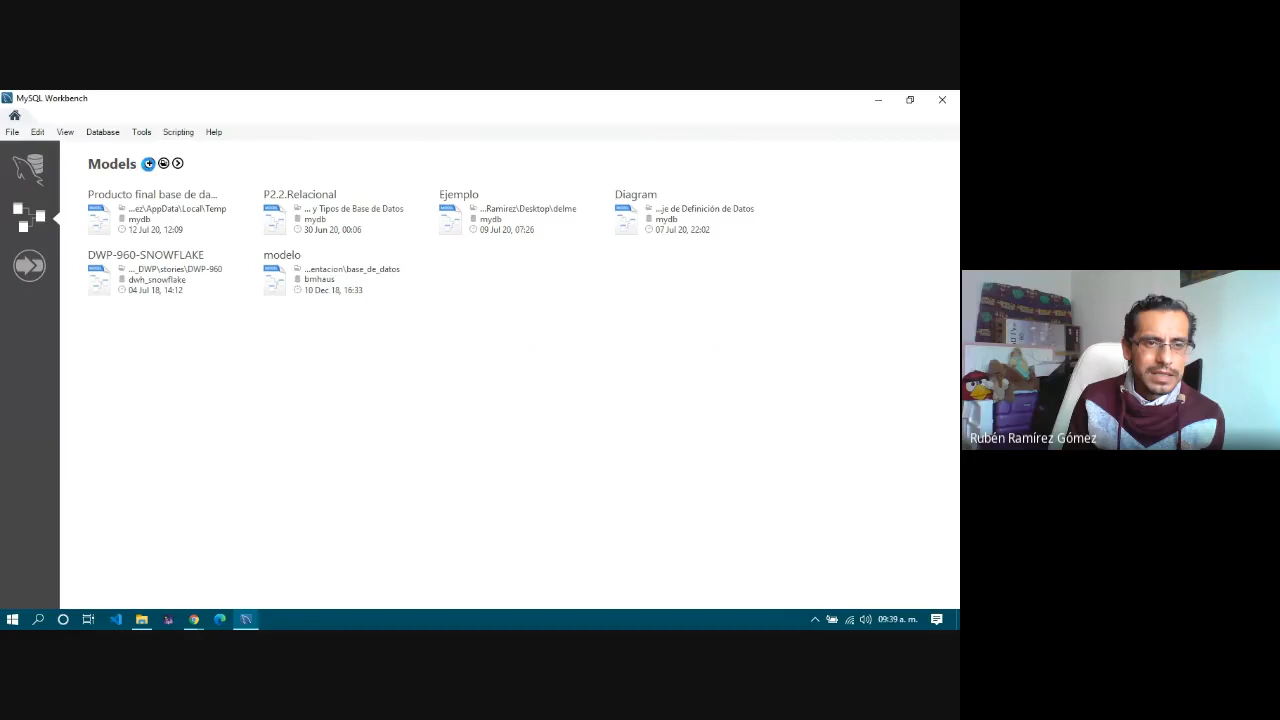 MySQL Workbench
File Edit View Database Tools Scripting Help
Models
Producto final base de da...
...ez\AppData\Local\Temp
mydb
12 Jul 20, 12:09
P2.2.Relacional
... y Tipos de Base de Datos
mydb
30 Jun 20, 00:06
Ejemplo
...Ramirez\Desktop\delme
mydb
09 Jul 20, 07:26
Diagram
...je de Definición de Datos
mydb
07 Jul 20, 22:02
DWP-960-SNOWFLAKE
..._DWP\stories\DWP-960
dwh_snowflake
04 Jul 18, 14:12
modelo
...entacion\base_de_datos
bmhaus
10 Dec 18, 16:33
Rubén Ramírez Gómez
09:39 a. m.